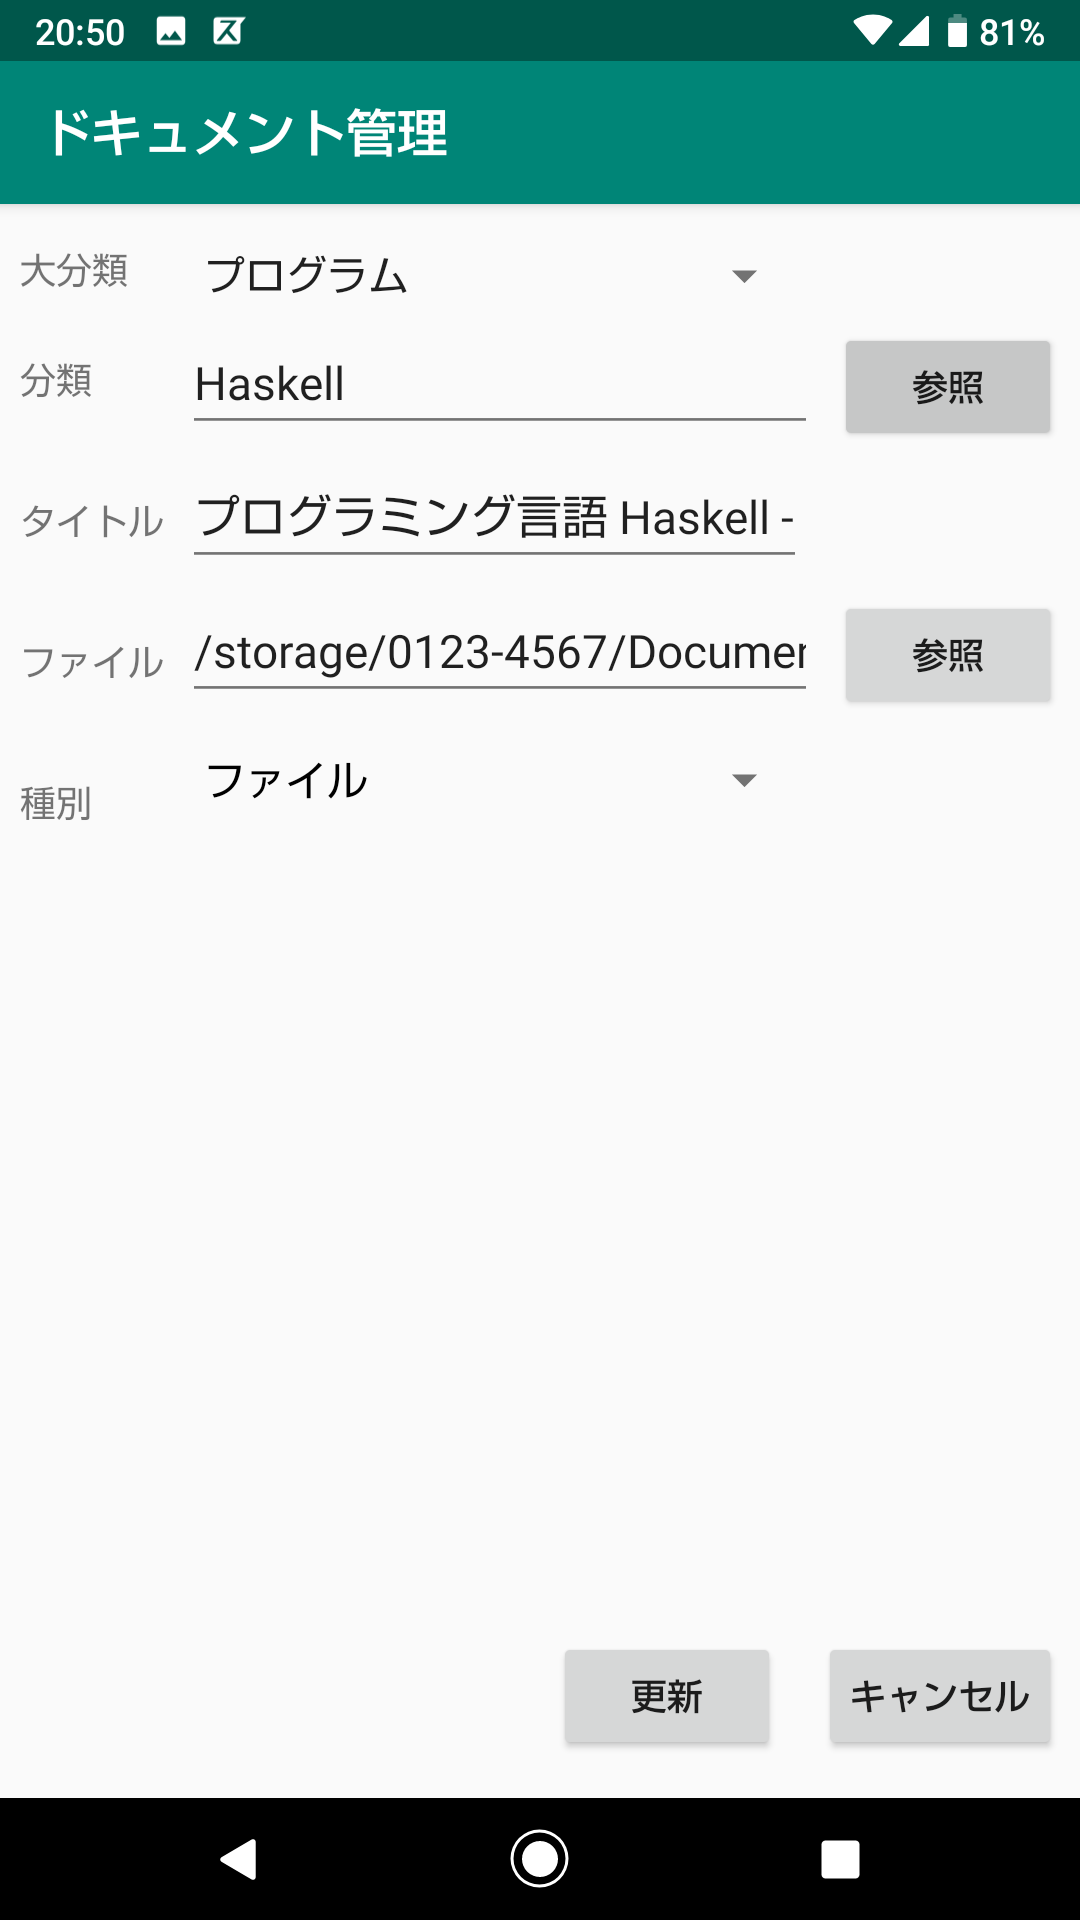 20:50 81%
ドキュメント管理
大分類 プログラム
分類 Haskell 参照
タイトル プログラミング言語 Haskell -
ファイル /storage/0123-4567/Documen 参照
種別 ファイル
更新 キャンセル